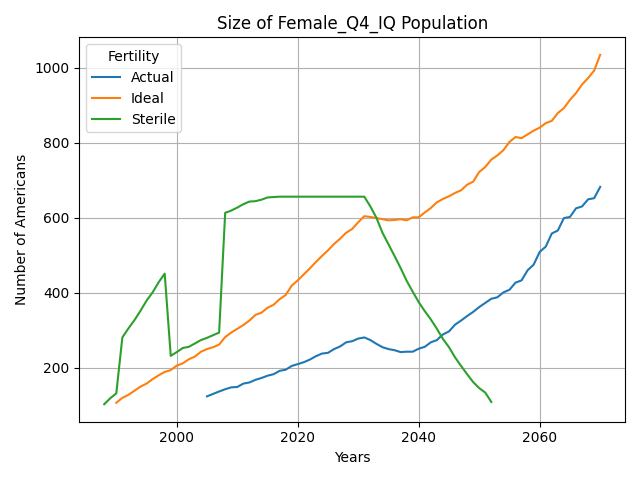 Size of Female_Q4_IQ Population
Fertility
Actual
Ideal
Sterile
Number of Americans
1000
800
600
400
200
2000
2020
2040
2060
Years